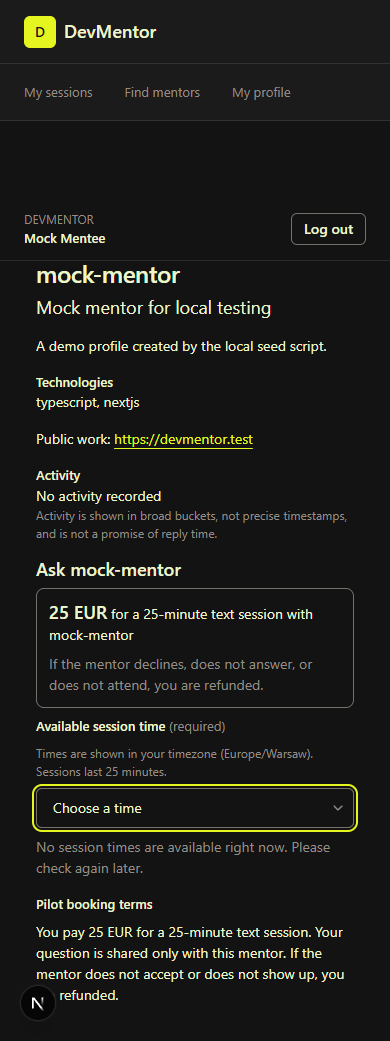 D DevMentor
My sessions Find mentors My profile
DEVMENTOR
Mock Mentee
Log out
mock-mentor
Mock mentor for local testing
A demo profile created by the local seed script.
Technologies
typescript, nextjs
Public work: https://devmentor.test
Activity
No activity recorded
Activity is shown in broad buckets, not precise timestamps,
and is not a promise of reply time.
Ask mock-mentor
25 EUR for a 25-minute text session with
mock-mentor
If the mentor declines, does not answer, or
does not attend, you are refunded.
Available session time (required)
Times are shown in your timezone (Europe/Warsaw).
Sessions last 25 minutes.
Choose a time
No session times are available right now. Please
check again later.
Pilot booking terms
You pay 25 EUR for a 25-minute text session. Your
question is shared only with this mentor. If the
mentor does not accept or does not show up, you
N refunded.